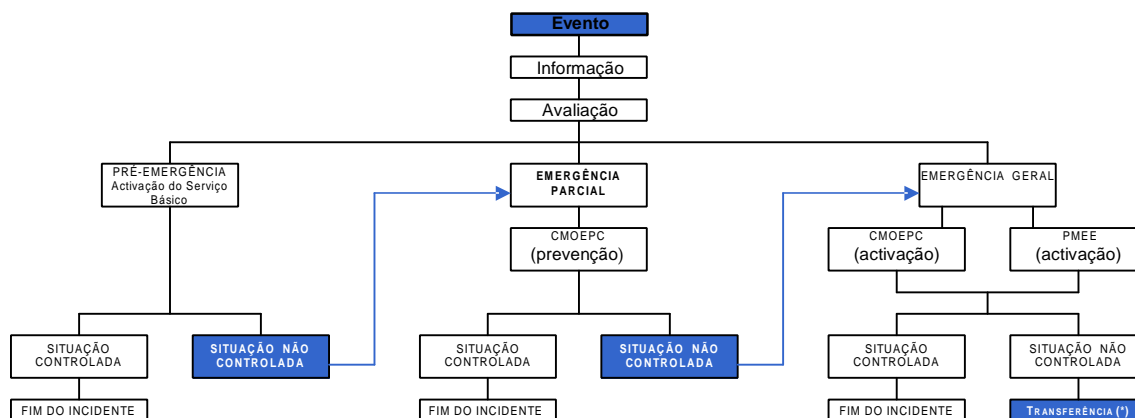 Evento
Informação
Avaliação
PRÉ-EMERGÊNCIA
Activação do Serviço
Básico
EMERGÊNCIA
PARCIAL
EMERGÊNCIA GERAL
CMOEPC
(prevenção)
CMOEPC
(activação)
PMEE
(activação)
SITUAÇÃO
CONTROLADA
SITUAÇÃO NÃO
CONTROLADA
SITUAÇÃO
CONTROLADA
SITUAÇÃO NÃO
CONTROLADA
SITUAÇÃO
CONTROLADA
SITUAÇÃO NÃO
CONTROLADA
FIM DO INCIDENTE
FIM DO INCIDENTE
FIM DO INCIDENTE
TRANSFERÊNCIA (*)